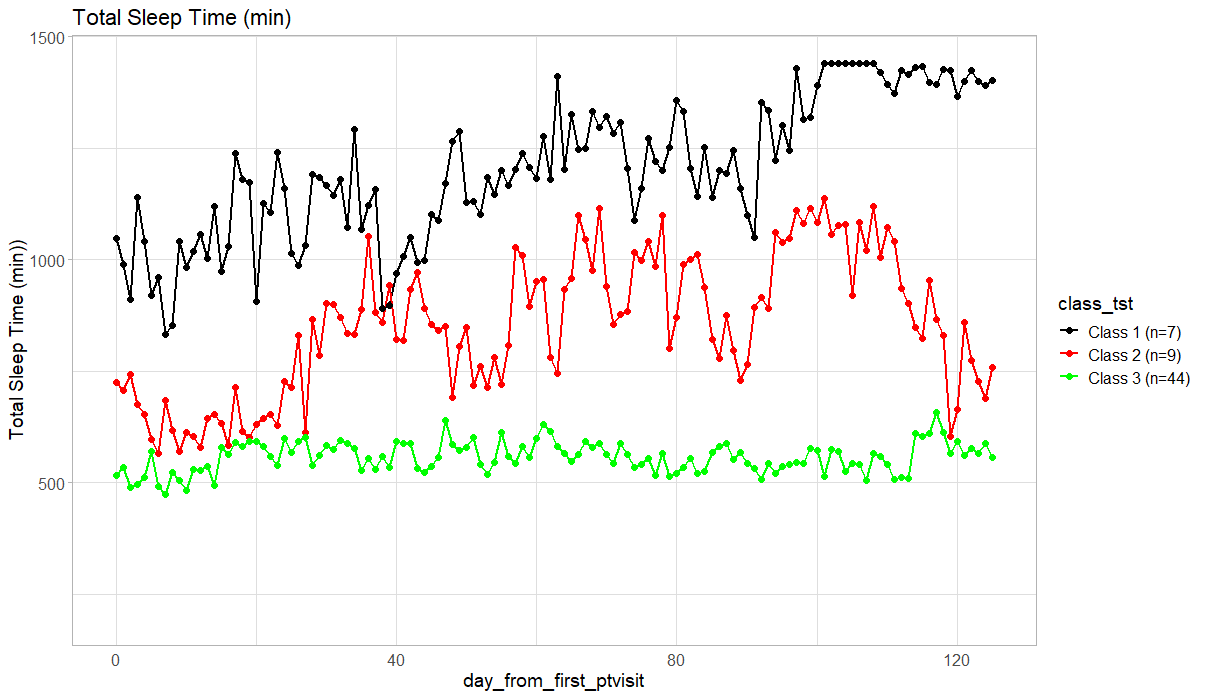 Total Sleep Time (min)
Total Sleep Time (min))
1500
1000
500
0
40
80
120
day_from_first_ptvisit
class_tst
Class 1 (n=7)
Class 2 (n=9)
Class 3 (n=44)